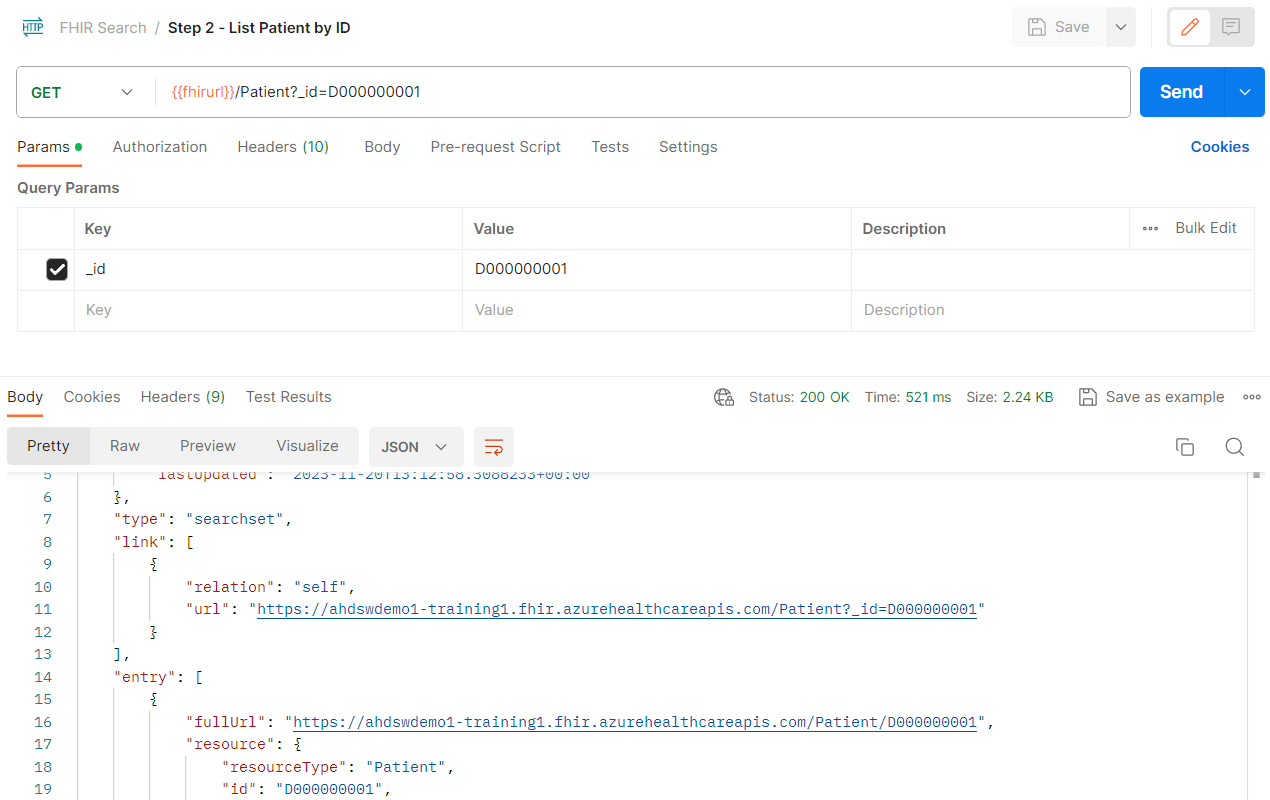 HTTP FHIR Search / Step 2 - List Patient by ID Save
GET {{fhirurl}}/Patient?_id=D000000001 Send
Params Authorization Headers (10) Body Pre-request Script Tests Settings Cookies
Query Params
Key Value Description Bulk Edit
_id D000000001
Key Value Description
Body Cookies Headers (9) Test Results Status: 200 OK Time: 521 ms Size: 2.24 KB Save as example
Pretty Raw Preview Visualize JSON
5 "lastUpdated": "2023-11-20T13:12:58.3088233+00:00"
6 },
7 "type": "searchset",
8 "link": [
9 {
10 "relation": "self",
11 "url": "https://ahdswdemo1-training1.fhir.azurehealthcareapis.com/Patient?_id=D000000001"
12 }
13 ],
14 "entry": [
15 {
16 "fullUrl": "https://ahdswdemo1-training1.fhir.azurehealthcareapis.com/Patient/D000000001",
17 "resource": {
18 "resourceType": "Patient",
19 "id": "D000000001",